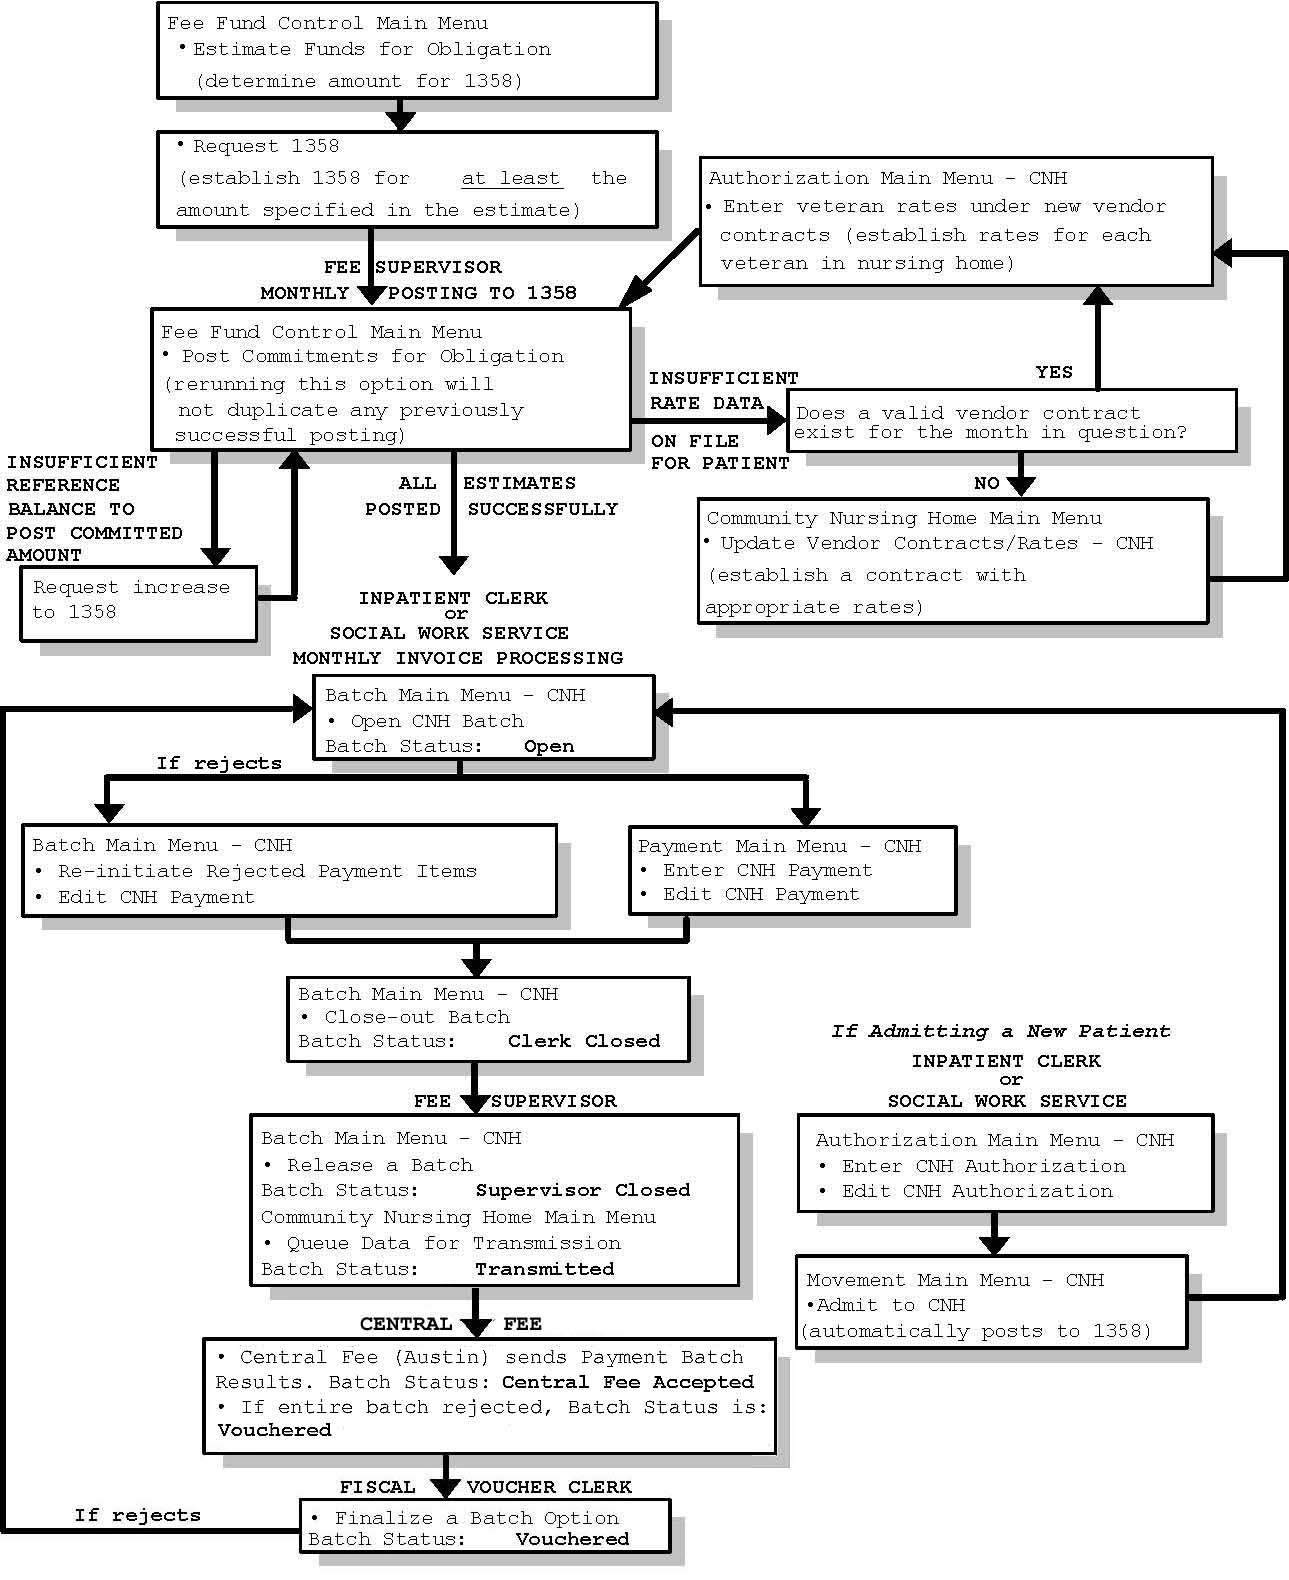 Fee Fund Control Main Menu
• Estimate Funds for Obligation
(determine amount for 1358)
• Request 1358
(establish 1358 for at least the
amount specified in the estimate)
FEE SUPERVISOR
MONTHLY POSTING TO 1358
Fee Fund Control Main Menu
• Post Commitments for Obligation
(rerunning this option will
not duplicate any previously
successful posting)
Authorization Main Menu - CNH
• Enter veteran rates under new vendor
contracts (establish rates for each
veteran in nursing home)
INSUFFICIENT
RATE DATA
ON FILE
FOR PATIENT
YES
Does a valid vendor contract
exist for the month in question?
NO
Community Nursing Home Main Menu
• Update Vendor Contracts/Rates - CNH
(establish a contract with
appropriate rates)
INSUFFICIENT
REFERENCE
BALANCE TO
POST COMMITTED
AMOUNT
Request increase
to 1358
ALL ESTIMATES
POSTED SUCCESSFULLY
INPATIENT CLERK
or
SOCIAL WORK SERVICE
MONTHLY INVOICE PROCESSING
Batch Main Menu - CNH
• Open CNH Batch
Batch Status: Open
If rejects
Batch Main Menu - CNH
• Re-initiate Rejected Payment Items
• Edit CNH Payment
Payment Main Menu - CNH
• Enter CNH Payment
• Edit CNH Payment
Batch Main Menu - CNH
• Close-out Batch
Batch Status: Clerk Closed
FEE SUPERVISOR
Batch Main Menu - CNH
• Release a Batch
Batch Status: Supervisor Closed
Community Nursing Home Main Menu
• Queue Data for Transmission
Batch Status: Transmitted
If Admitting a New Patient
INPATIENT CLERK
or
SOCIAL WORK SERVICE
Authorization Main Menu - CNH
• Enter CNH Authorization
• Edit CNH Authorization
Movement Main Menu - CNH
•Admit to CNH
(automatically posts to 1358)
CENTRAL FEE
• Central Fee (Austin) sends Payment Batch
Results. Batch Status: Central Fee Accepted
• If entire batch rejected, Batch Status is:
Vouchered
FISCAL VOUCHER CLERK
If rejects
• Finalize a Batch Option
Batch Status: Vouchered